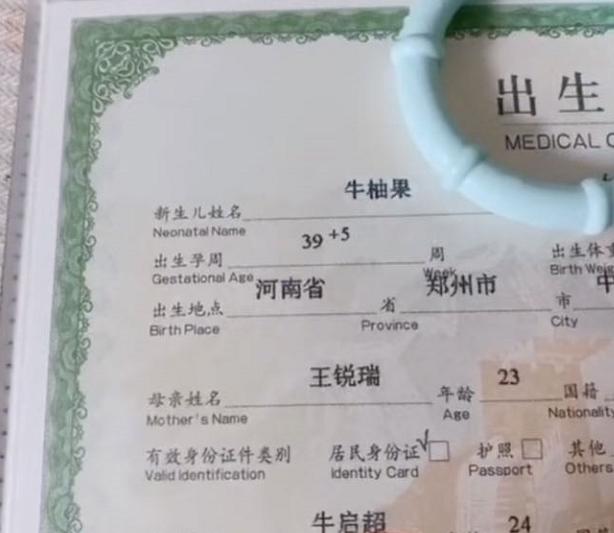 出生
MEDICAL
牛柚果
新生儿姓名
Neonatal Name
39+5
出生孕周 周 出生体重
Gestational Age Week Birth
河南省 郑州市
出生地点 省 市
Birth Place Province City
王锐瑞 23
母亲姓名 年龄 国籍
Mother's Name Age Nationality
有效身份证件类别 居民身份证 护照 其他
Valid Identification Identity Card Passport Others
牛启超 24